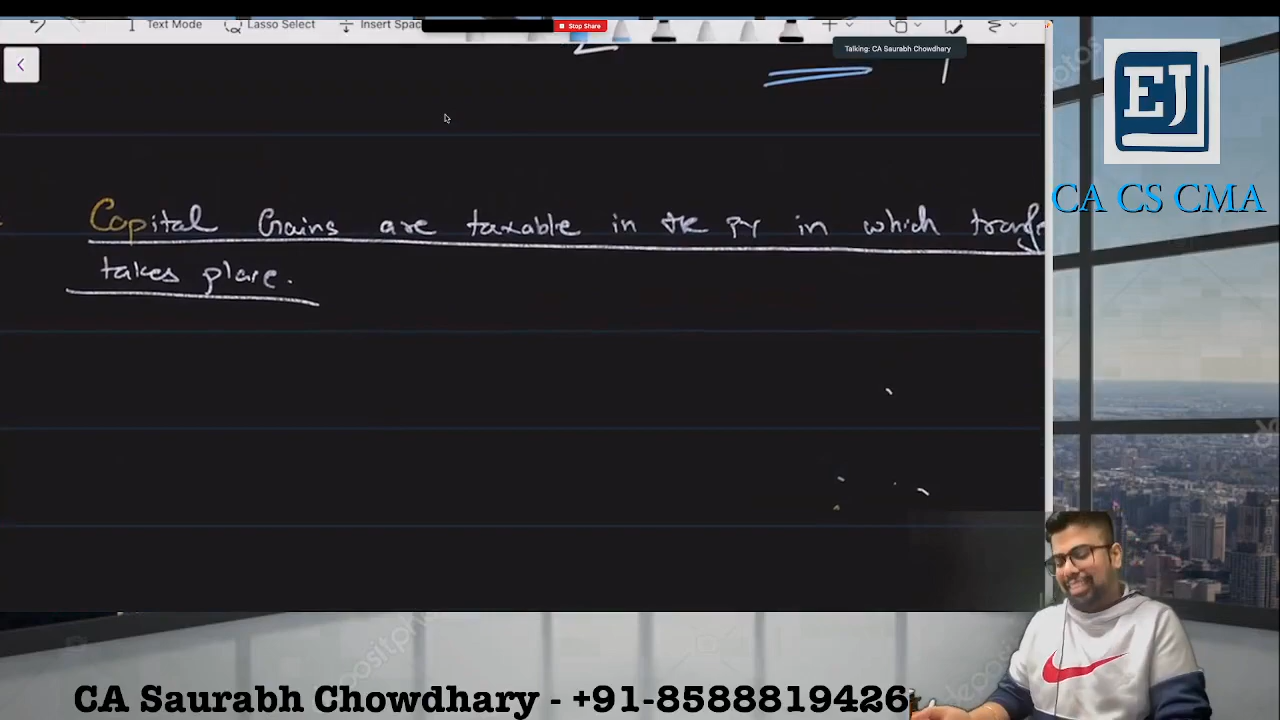 Text Mode Lasso Select Insert Spac Stop Share
Talking: CA Saurabh Chowdhary
EJ
CA CS CMA
Capital Gains are taxable in the PY in which transfe
takes place.
CA Saurabh Chowdhary - +91-8588819426